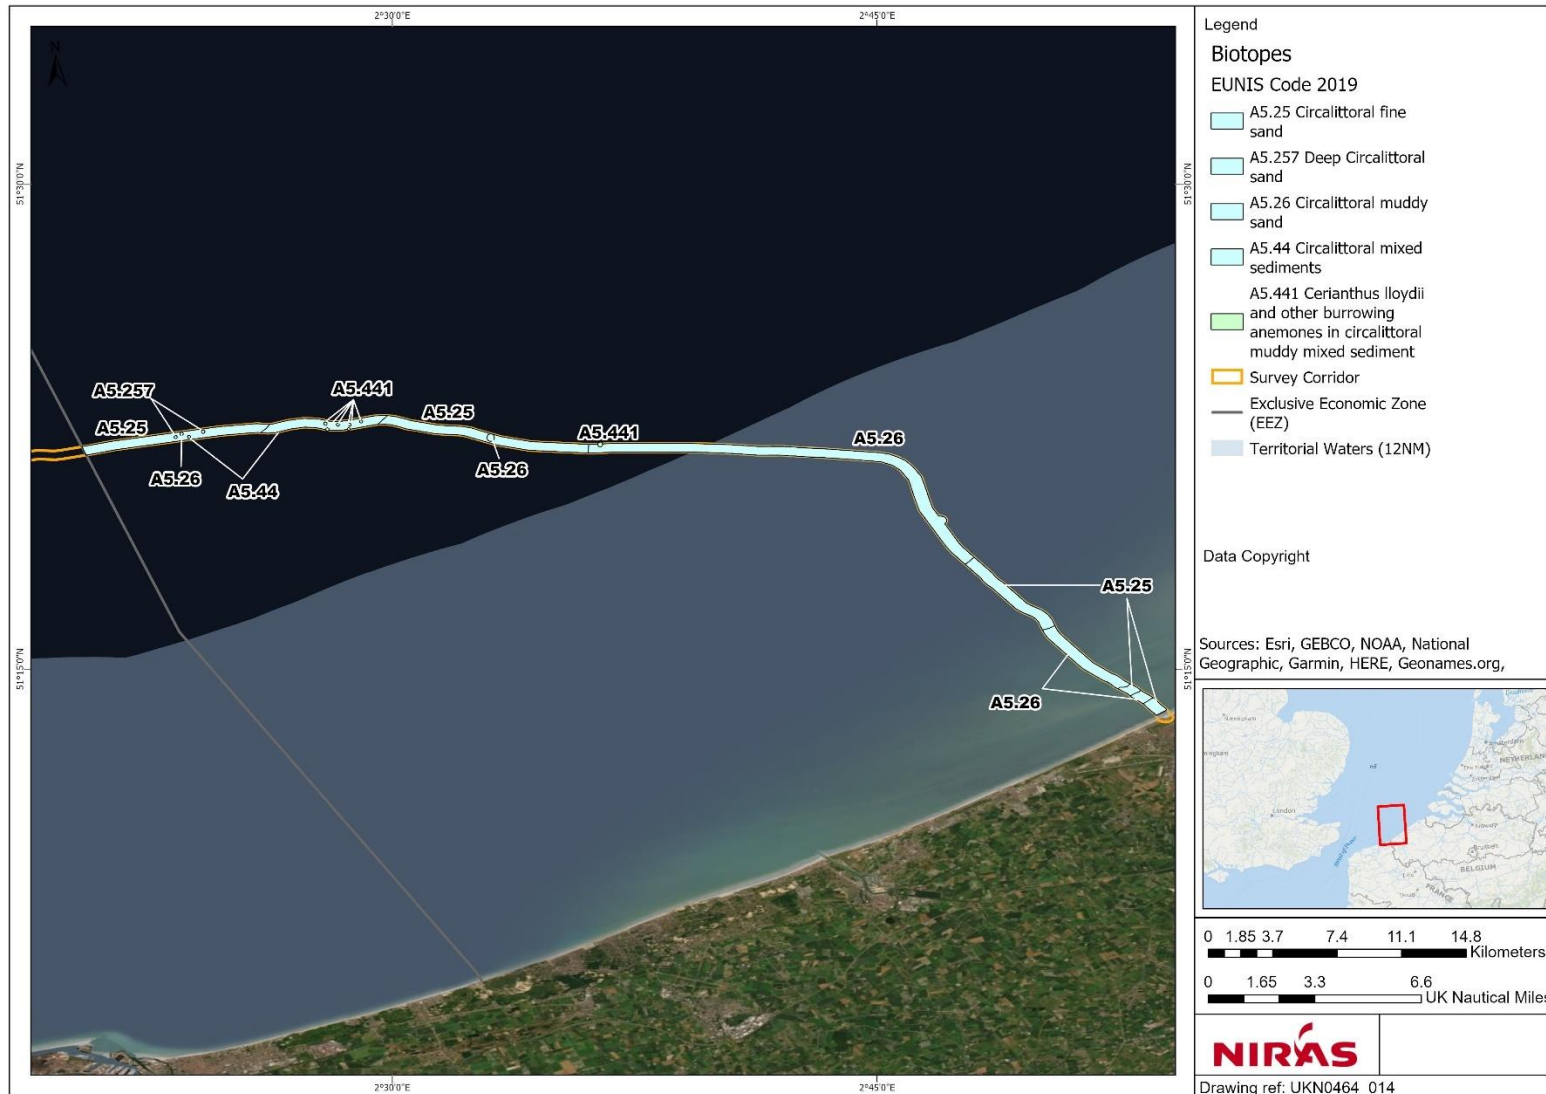 2°30'0"E
2°45'0"E
N
51°30'0"N
51°30'0"N
A5.257
A5.441
A5.25
A5.25
A5.441
A5.26
A5.26
A5.26
A5.44
A5.25
51°15'0"N
51°15'0"N
A5.26
2°30'0"E
2°45'0"E
Legend
Biotopes
EUNIS Code 2019
A5.25 Circalittoral fine
sand
A5.257 Deep Circalittoral
sand
A5.26 Circalittoral muddy
sand
A5.44 Circalittoral mixed
sediments
A5.441 Cerianthus lloydii
and other burrowing
anemones in circalittoral
muddy mixed sediment
Survey Corridor
Exclusive Economic Zone
(EEZ)
Territorial Waters (12NM)
Data Copyright
Sources: Esri, GEBCO, NOAA, National
Geographic, Garmin, HERE, Geonames.org,
London
BELGIUM
FRANCE
0 1.85 3.7 7.4 11.1 14.8
Kilometers
0 1.65 3.3 6.6
UK Nautical Miles
NIRAS
Drawing ref: UKN0464_014